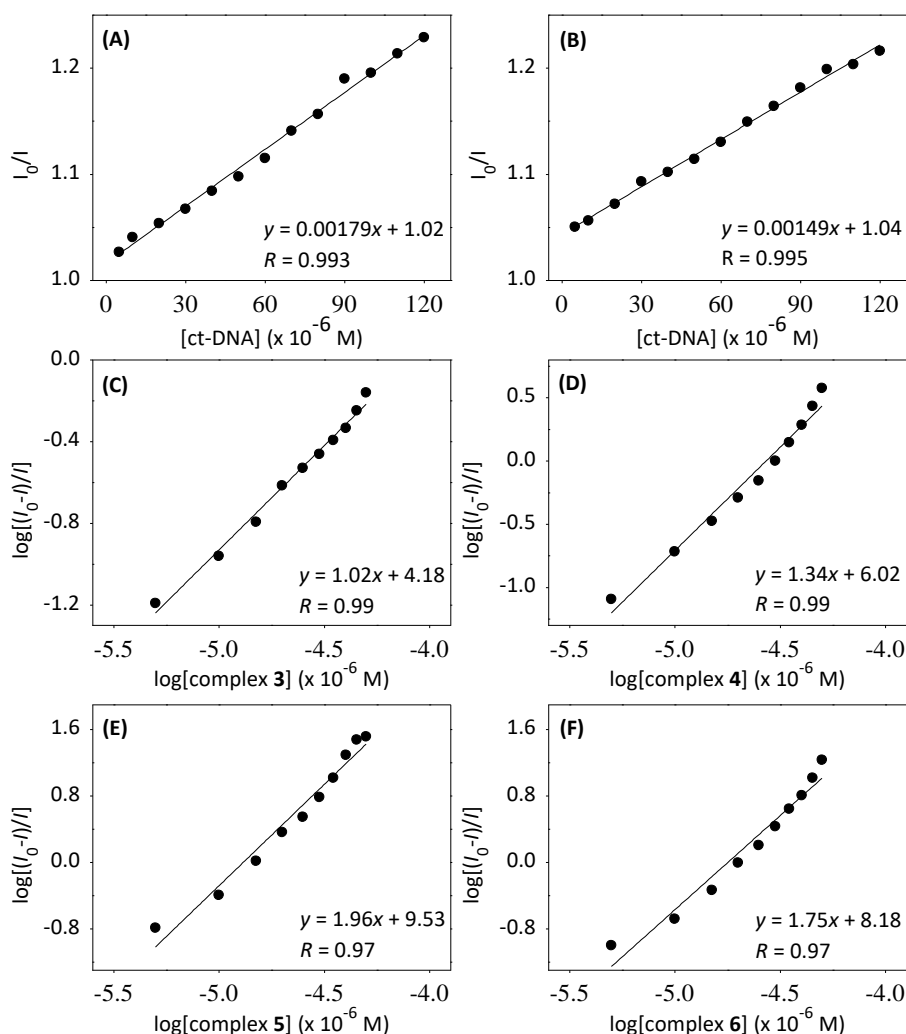 (A)
I0/I
1.2
1.1
1.0
0 30 60 90 120
y = 0.00179x + 1.02
R = 0.993
[ct-DNA] (x 10-6 M)
(B)
I0/I
1.2
1.1
1.0
0 30 60 90 120
y = 0.00149x + 1.04
R = 0.995
[ct-DNA] (x 10-6 M)
(C)
log[(I0-I)/I]
0.0
-0.4
-0.8
-1.2
-5.5 -5.0 -4.5 -4.0
y = 1.02x + 4.18
R = 0.99
log[complex 3] (x 10-6 M)
(D)
log[(I0-I)/I]
0.5
0.0
-0.5
-1.0
-5.5 -5.0 -4.5 -4.0
y = 1.34x + 6.02
R = 0.99
log[complex 4] (x 10-6 M)
(E)
log[(I0-I)/I]
1.6
0.8
0.0
-0.8
-5.5 -5.0 -4.5 -4.0
y = 1.96x + 9.53
R = 0.97
log[complex 5] (x 10-6 M)
(F)
log[(I0-I)/I]
1.6
0.8
0.0
-0.8
-5.5 -5.0 -4.5 -4.0
y = 1.75x + 8.18
R = 0.97
log[complex 6] (x 10-6 M)